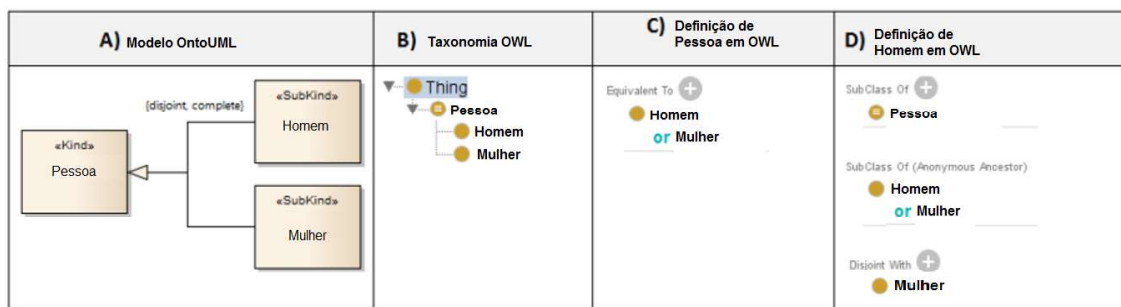 A) Modelo OntoUML
B) Taxonomia OWL
C) Definição de
Pessoa em OWL
D) Definição de
Homem em OWL
{disjoint, complete}
«SubKind»
Homem
«Kind»
Pessoa
«SubKind»
Mulher
Thing
Pessoa
Homem
Mulher
Equivalent To
Homem
or Mulher
SubClass Of
Pessoa
SubClass Of (Anonymous Ancestor)
Homem
or Mulher
Disjoint With
Mulher